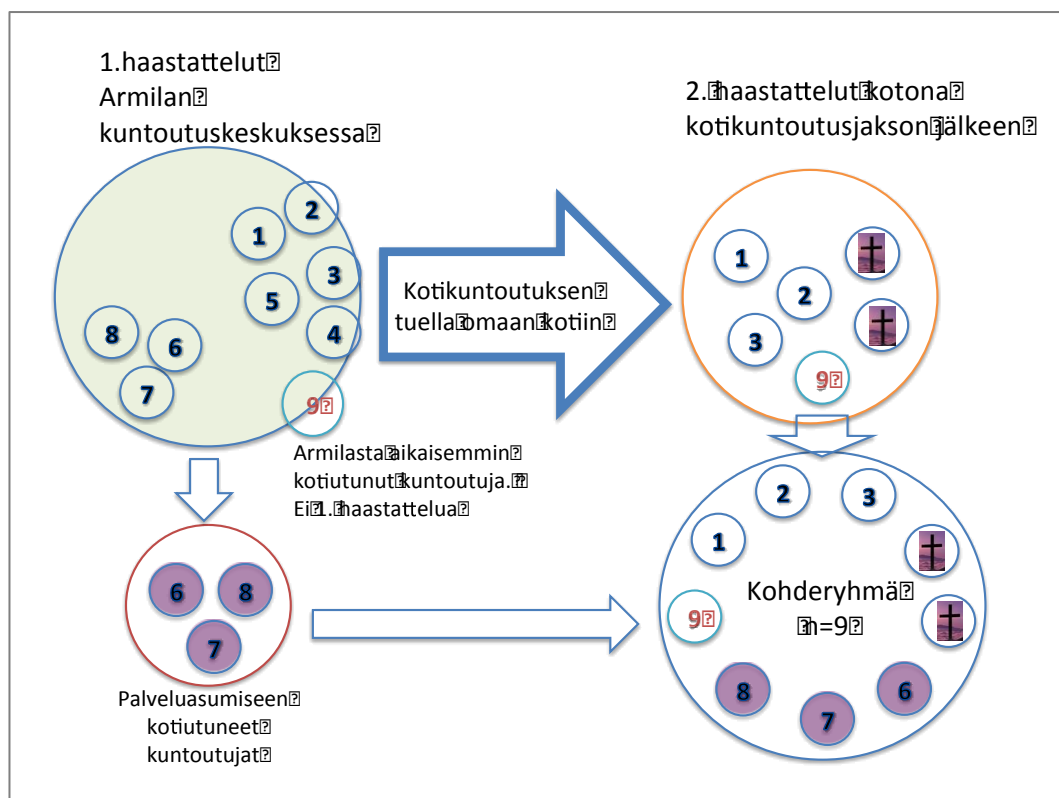 1.haastattelut
Armilan
kuntoutuskeskuksessa
2. haastattelut kotona
kotikuntoutusjakson jälkeen
2
1
3
5
4
8
6
7
9
Kotikuntoutuksen
tuella omaan kotiin
1
2
3
9
Armilasta aikaisemmin
kotiutunut kuntoutuja.
Ei 1. haastattelua
6
8
7
Palveluasumiseen
kotiutuneet
kuntoutujat
2
3
1
9
Kohderyhmä
n=9
8
7
6